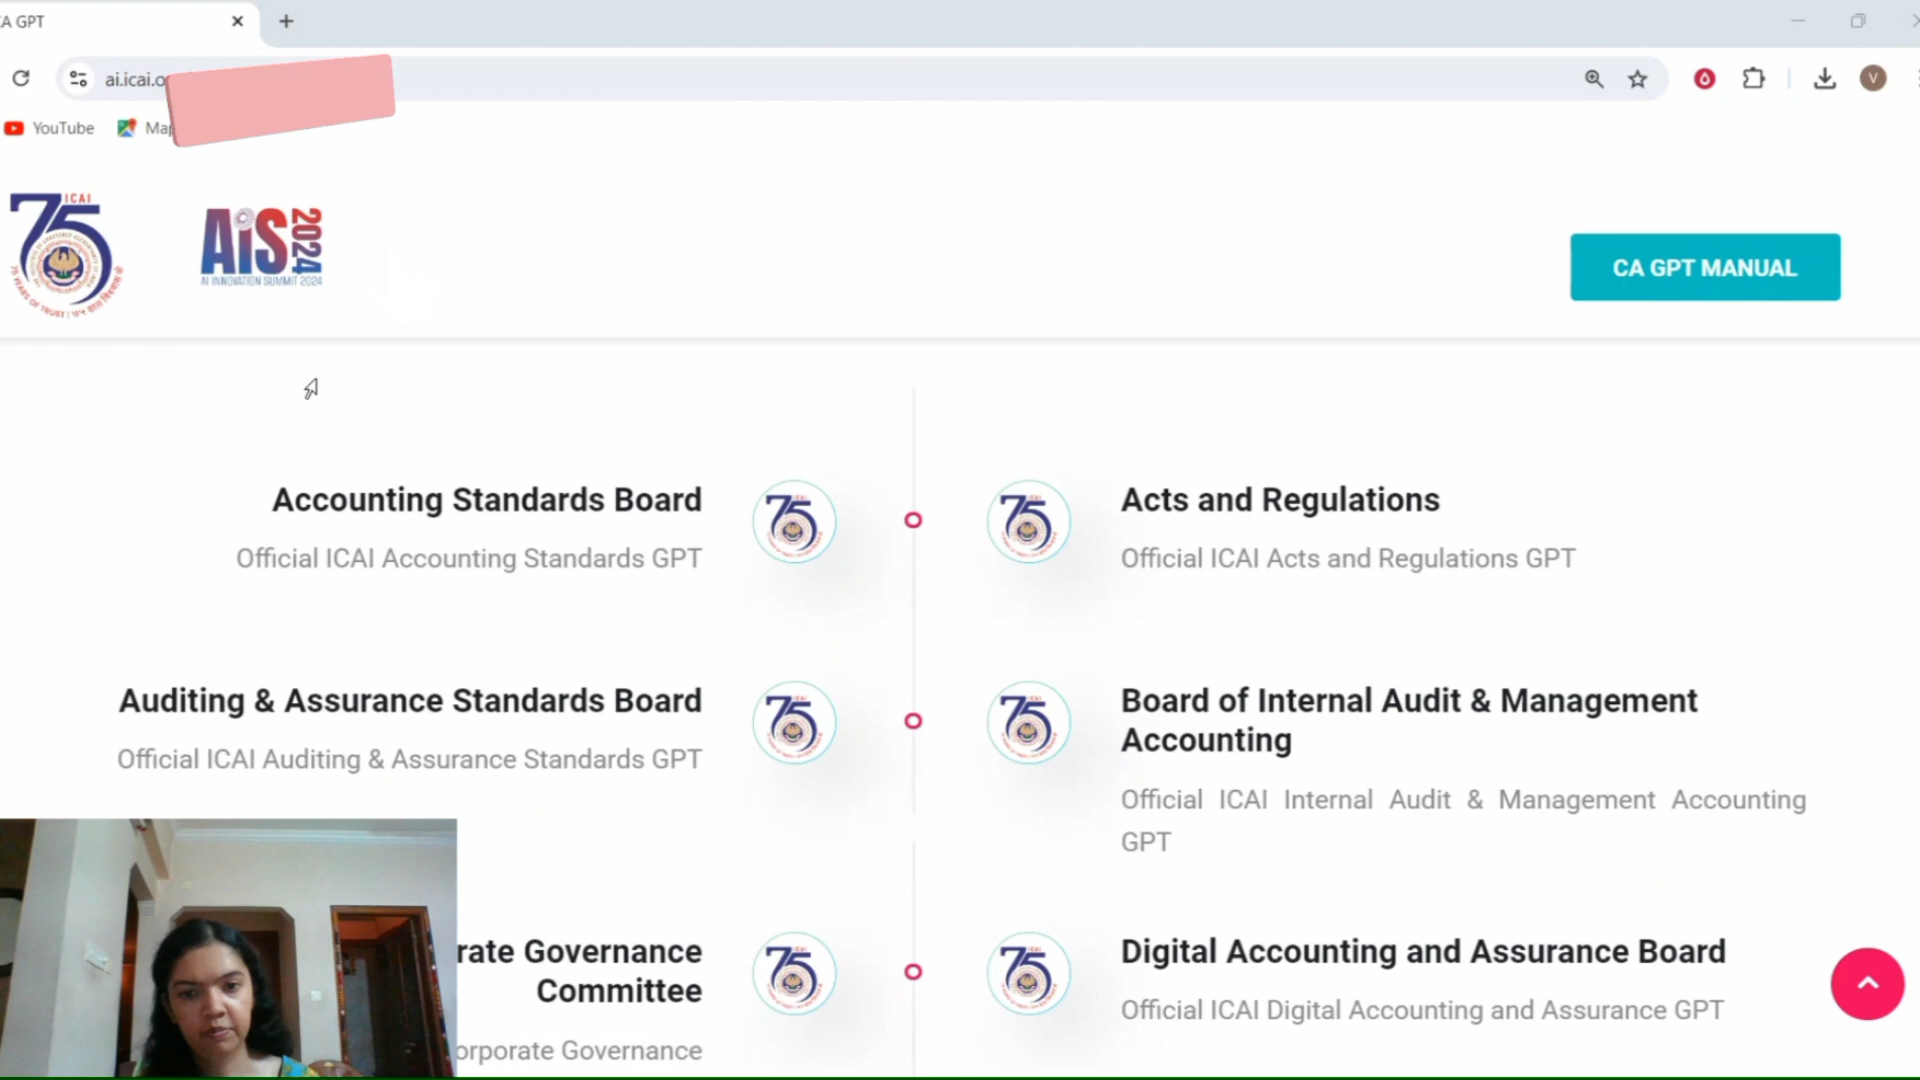 A GPT
ai.icai.o
YouTube
Map
V
ICAI
75
AiS 2024
AI INNOVATION SUMMIT 2024
CA GPT MANUAL
Accounting Standards Board
Official ICAI Accounting Standards GPT
Acts and Regulations
Official ICAI Acts and Regulations GPT
Auditing & Assurance Standards Board
Official ICAI Auditing & Assurance Standards GPT
Board of Internal Audit & Management
Accounting
Official ICAI Internal Audit & Management Accounting
GPT
rate Governance
Committee
orporate Governance
Digital Accounting and Assurance Board
Official ICAI Digital Accounting and Assurance GPT